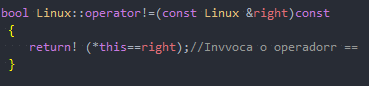 bool Linux::operator!=(const Linux &right)const
{
return! (*this==right);//Invvoca o operadorr ==
}